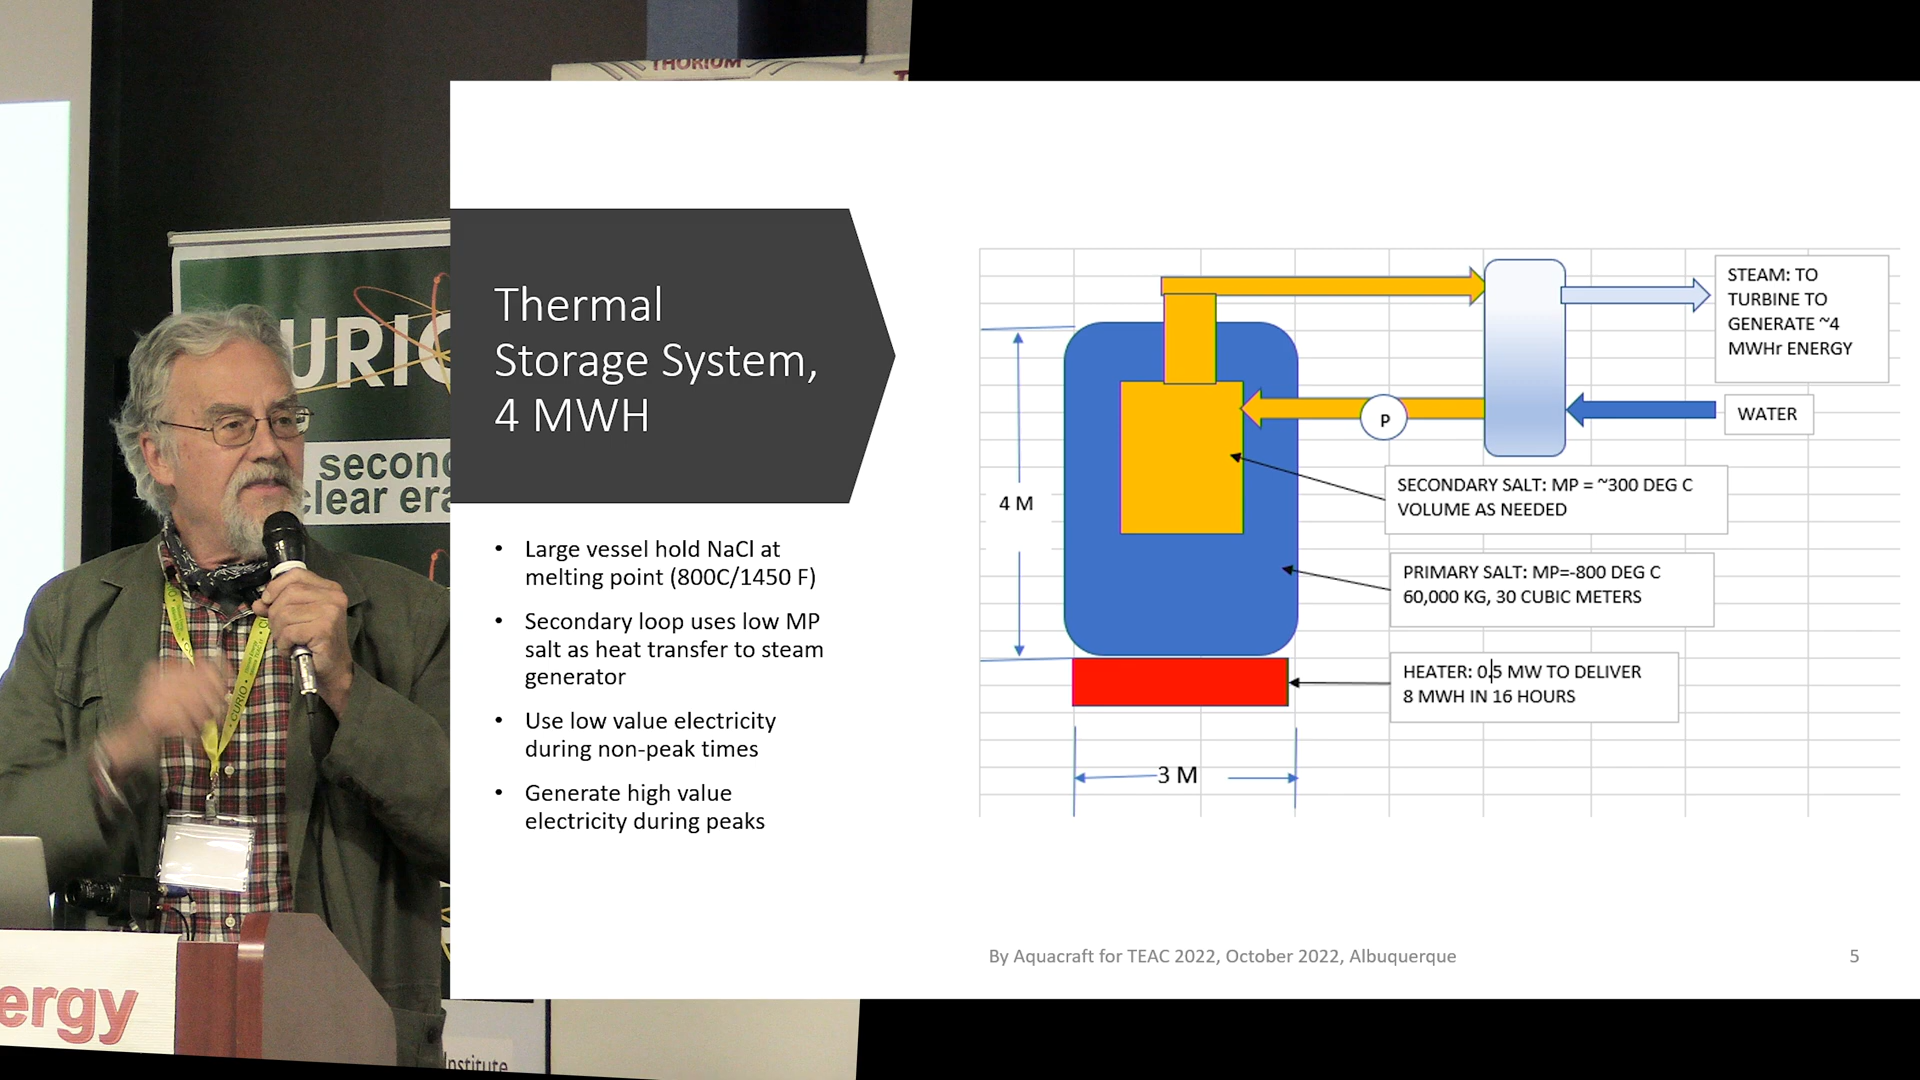 THORIUM
URIC
second
clear era
CURIO
ergy
Institute
Thermal
Storage System,
4 MWH
• Large vessel hold NaCl at
melting point (800C/1450 F)
• Secondary loop uses low MP
salt as heat transfer to steam
generator
• Use low value electricity
during non-peak times
• Generate high value
electricity during peaks
STEAM: TO
TURBINE TO
GENERATE ~4
MWHr ENERGY
WATER
P
SECONDARY SALT: MP = ~300 DEG C
VOLUME AS NEEDED
4 M
PRIMARY SALT: MP=-800 DEG C
60,000 KG, 30 CUBIC METERS
HEATER: 0.5 MW TO DELIVER
8 MWH IN 16 HOURS
3 M
By Aquacraft for TEAC 2022, October 2022, Albuquerque
5